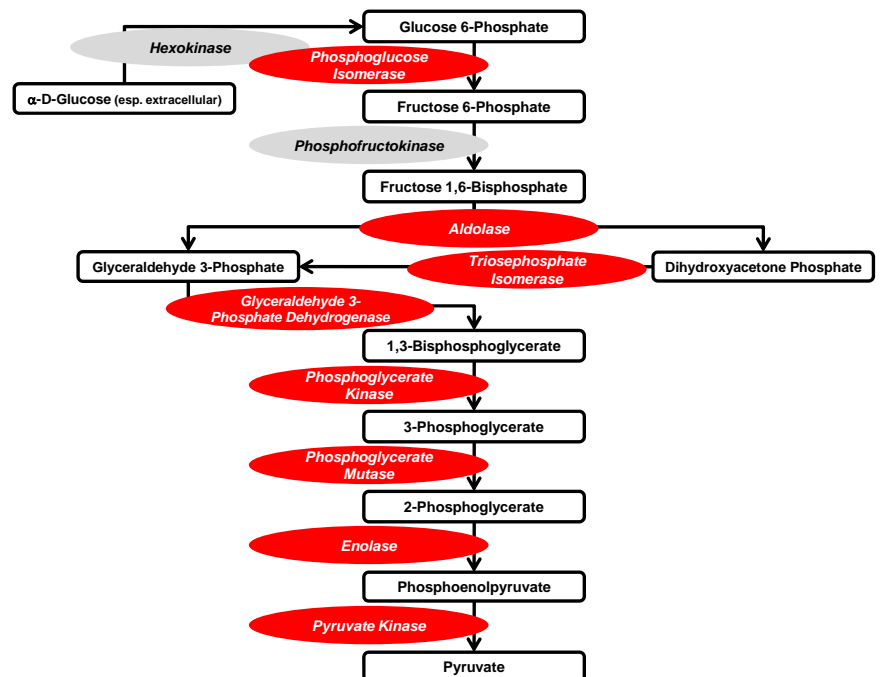 Glucose 6-Phosphate
Hexokinase
Phosphoglucose
Isomerase
α-D-Glucose (esp. extracellular)
Fructose 6-Phosphate
Phosphofructokinase
Fructose 1,6-Bisphosphate
Aldolase
Glyceraldehyde 3-Phosphate
Triosephosphate
Isomerase
Dihydroxyacetone Phosphate
Glyceraldehyde 3-
Phosphate Dehydrogenase
1,3-Bisphosphoglycerate
Phosphoglycerate
Kinase
3-Phosphoglycerate
Phosphoglycerate
Mutase
2-Phosphoglycerate
Enolase
Phosphoenolpyruvate
Pyruvate Kinase
Pyruvate